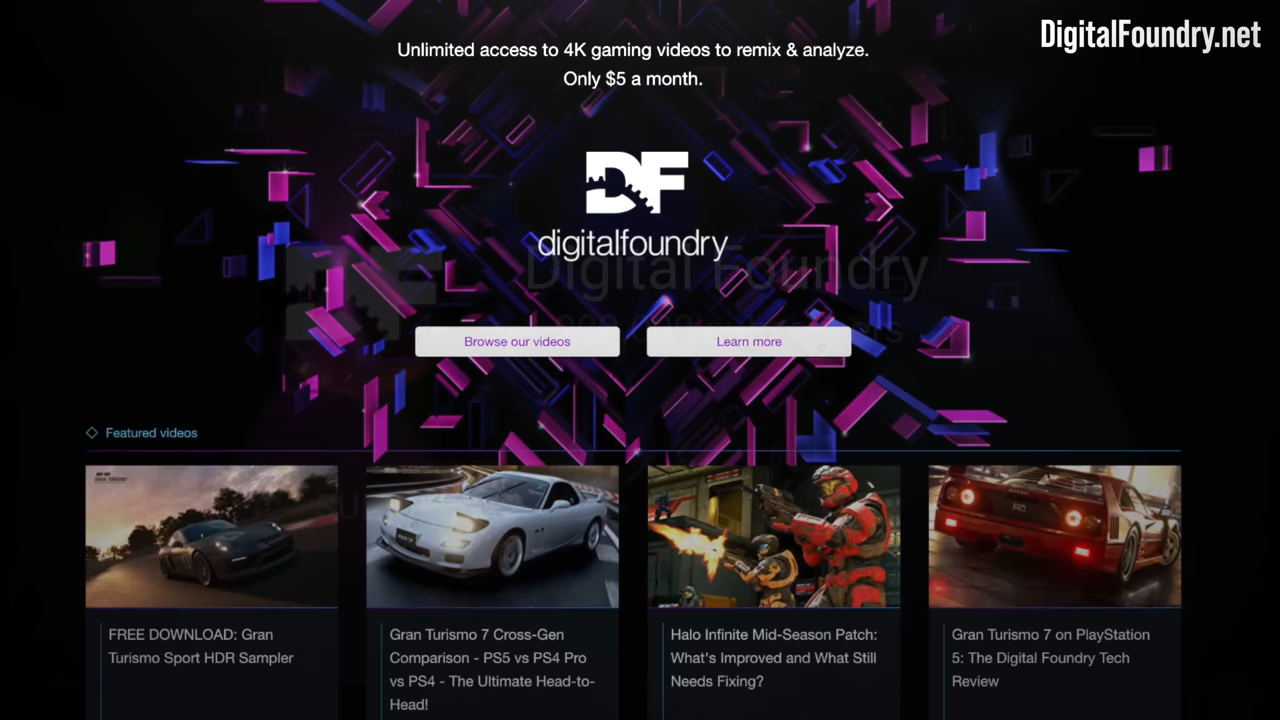 DigitalFoundry.net
Unlimited access to 4K gaming videos to remix & analyze.
Only $5 a month.
DF
digitalfoundry
Digital Foundry
Browse our videos
Learn more
Featured videos
FREE DOWNLOAD: Gran
Turismo Sport HDR Sampler
Gran Turismo 7 Cross-Gen
Comparison - PS5 vs PS4 Pro
vs PS4 - The Ultimate Head-to-
Head!
Halo Infinite Mid-Season Patch:
What's Improved and What Still
Needs Fixing?
Gran Turismo 7 on PlayStation
5: The Digital Foundry Tech
Review